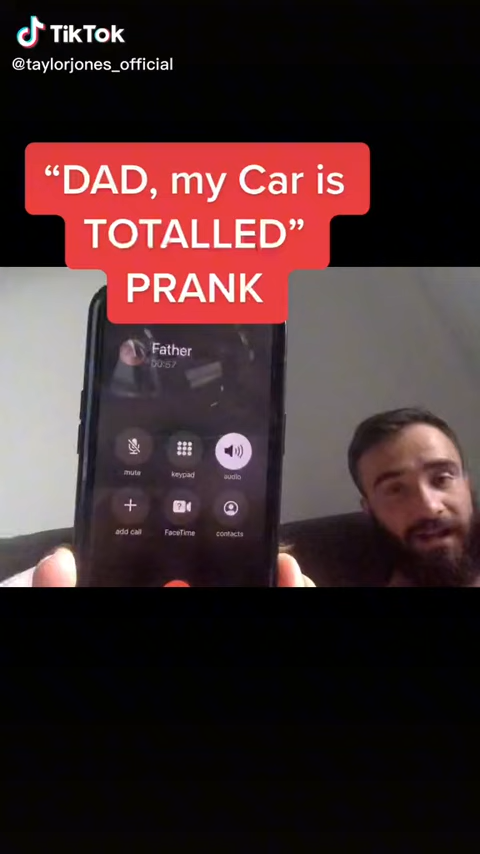 TikTok
@taylorjones_official
“DAD, my Car is
TOTALLED”
PRANK
Father
00:57
mute
keypad
audio
add call
FaceTime
contacts